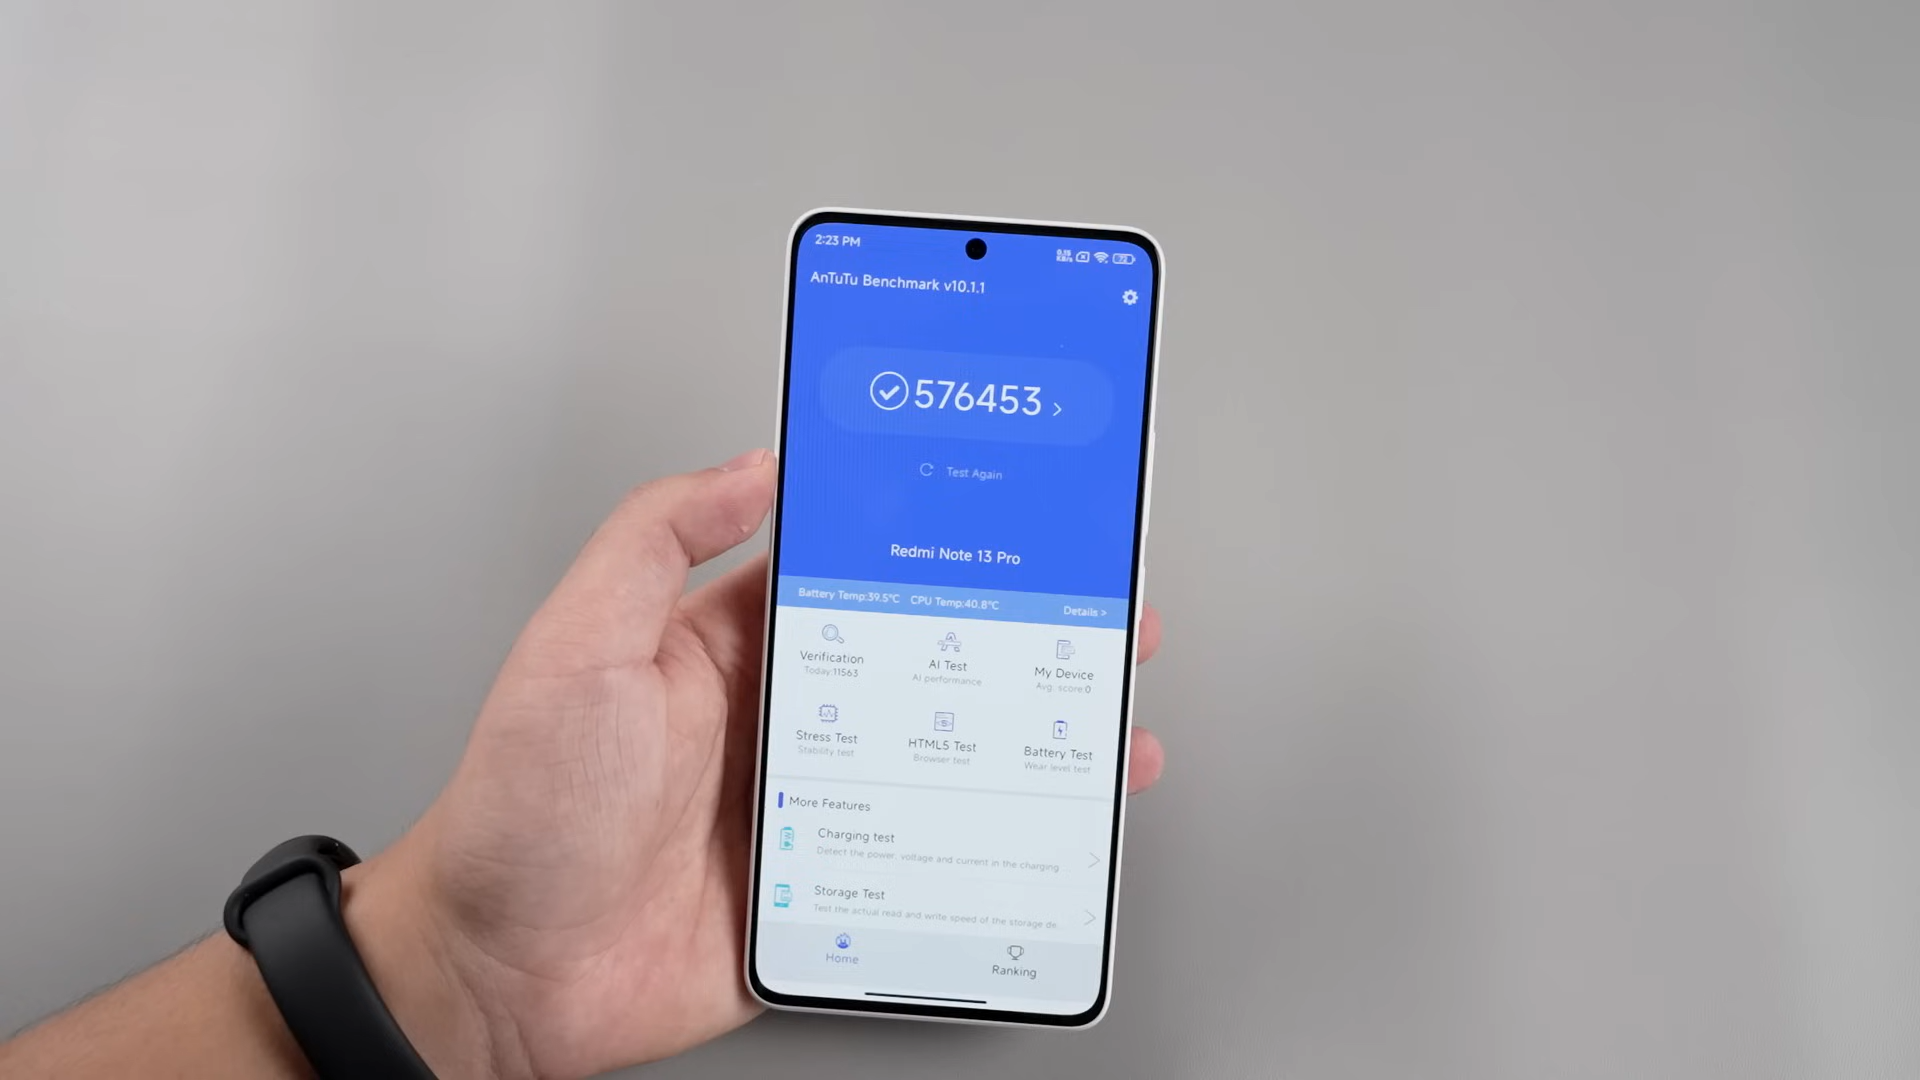 2:23 PM
0.15 KB/s
AnTuTu Benchmark v10.1.1
576453 >
Test Again
Redmi Note 13 Pro
Battery Temp:39.5°C CPU Temp:40.8°C Details >
Verification
Today:11563
AI Test
AI performance
My Device
Avg. score:0
Stress Test
Stability test
HTML5 Test
Browser test
Battery Test
Wear level test
More Features
Charging test
Detect the power, voltage and current in the charging ...
Storage Test
Test the actual read and write speed of the storage de...
Home
Ranking